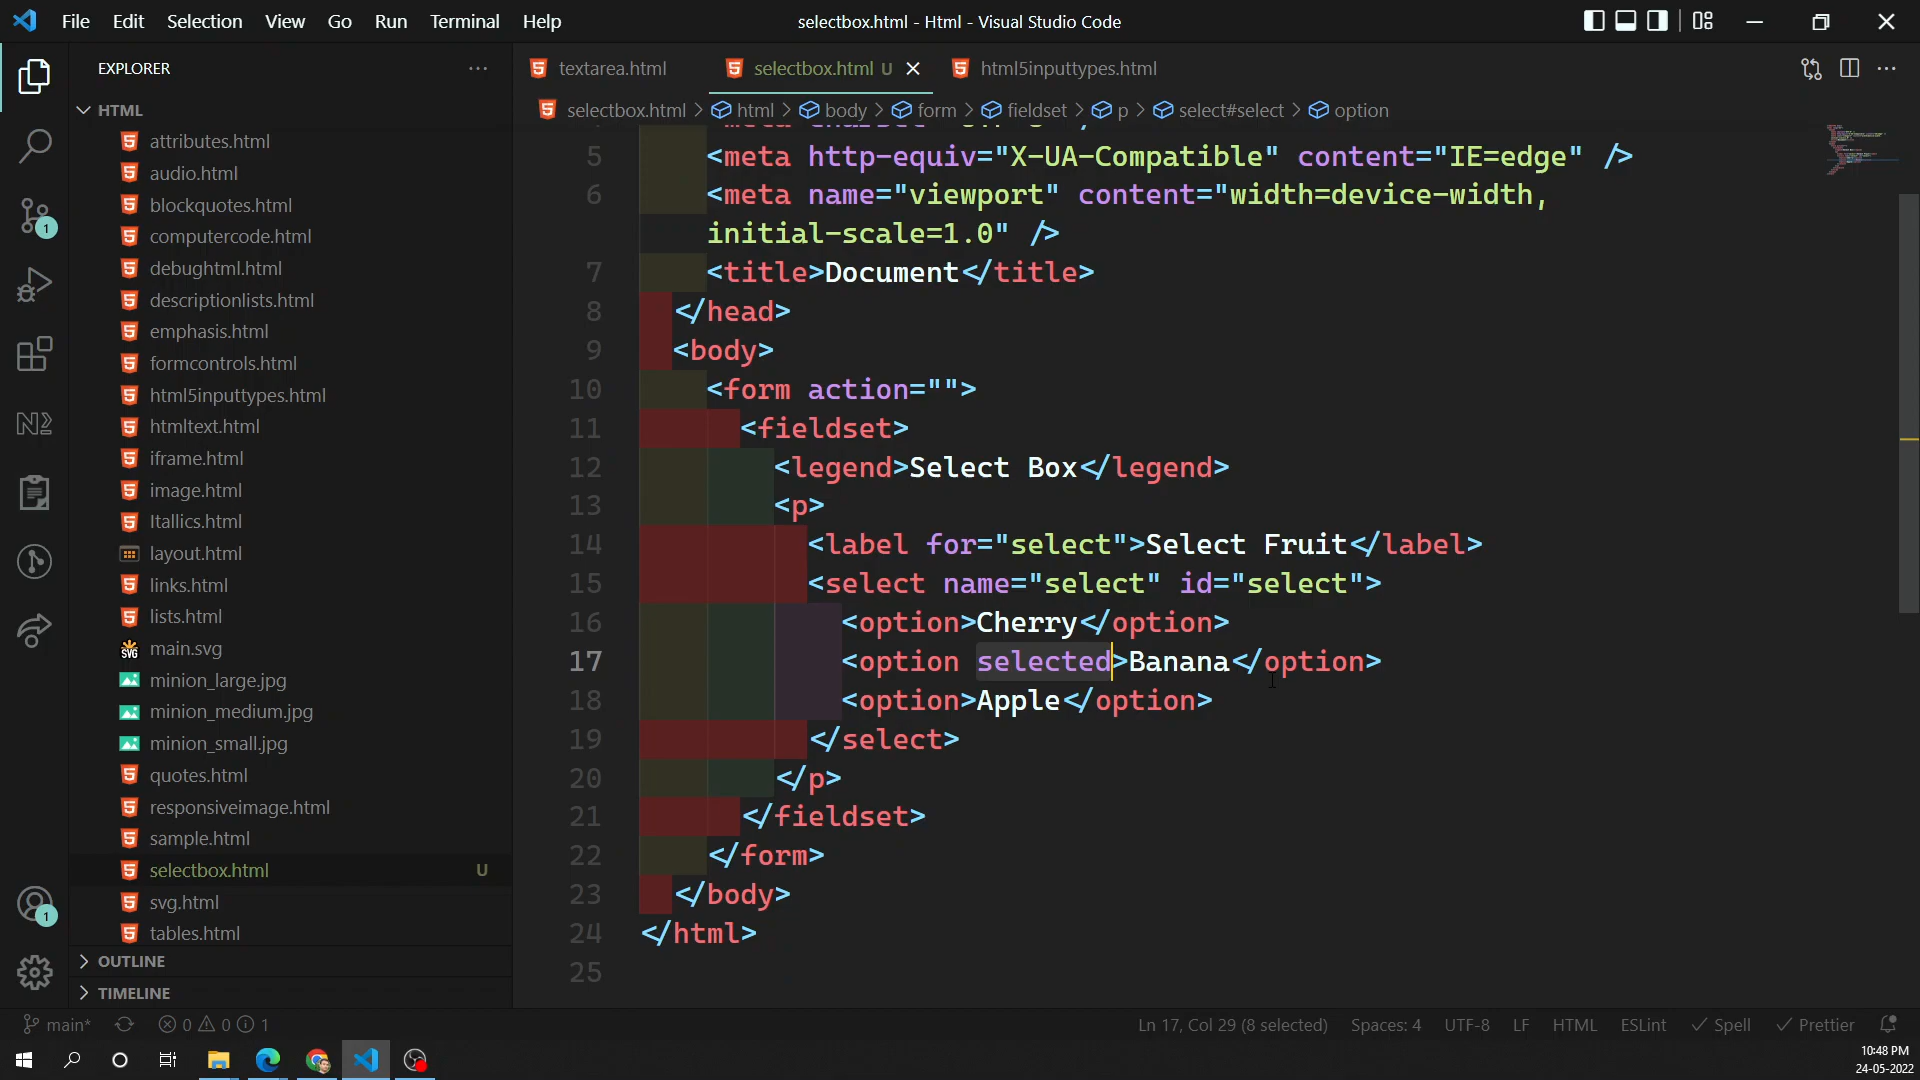 File Edit Selection View Go Run Terminal Help
selectbox.html - Html - Visual Studio Code
EXPLORER
HTML
attributes.html
audio.html
blockquotes.html
computercode.html
debughtml.html
descriptionlists.html
emphasis.html
formcontrols.html
html5inputtypes.html
htmltext.html
iframe.html
image.html
Itallics.html
layout.html
links.html
lists.html
main.svg
minion_large.jpg
minion_medium.jpg
minion_small.jpg
quotes.html
responsiveimage.html
sample.html
selectbox.html U
svg.html
tables.html
OUTLINE
TIMELINE
1
1
textarea.html selectbox.html U html5inputtypes.html
selectbox.html > html > body > form > fieldset > p > select#select > option
5 <meta http-equiv="X-UA-Compatible" content="IE=edge" />
6 <meta name="viewport" content="width=device-width,
initial-scale=1.0" />
7 <title>Document</title>
8 </head>
9 <body>
10 <form action="">
11 <fieldset>
12 <legend>Select Box</legend>
13 <p>
14 <label for="select">Select Fruit</label>
15 <select name="select" id="select">
16 <option>Cherry</option>
17 <option selected>Banana</option>
18 <option>Apple</option>
19 </select>
20 </p>
21 </fieldset>
22 </form>
23 </body>
24 </html>
25
main* 0 0 1 Ln 17, Col 29 (8 selected) Spaces: 4 UTF-8 LF HTML ESLint Spell Prettier
10:48 PM
24-05-2022